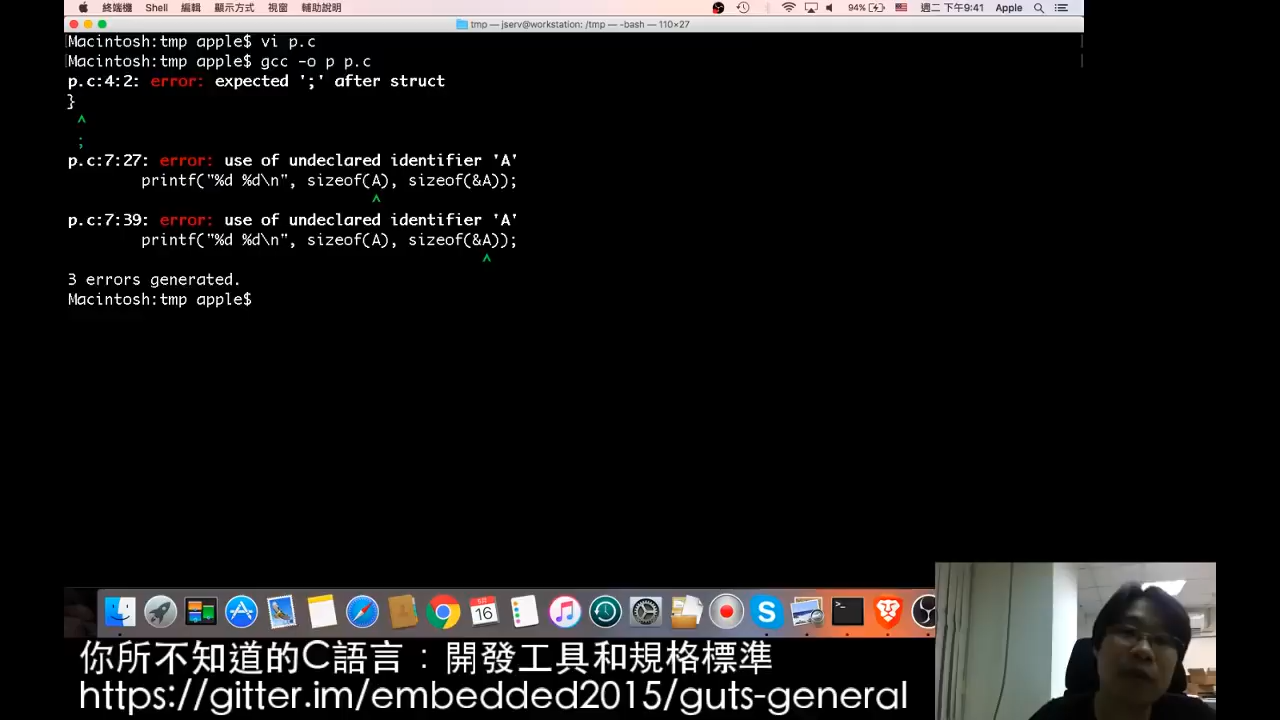 終端機 Shell 編輯 顯示方式 視窗 輔助說明 94% 週二 下午9:41 Apple
tmp — jserv@workstation: /tmp — -bash — 110×27
Macintosh:tmp apple$ vi p.c
Macintosh:tmp apple$ gcc -o p p.c
p.c:4:2: error: expected ';' after struct
}
^
;
p.c:7:27: error: use of undeclared identifier 'A'
printf("%d %d\n", sizeof(A), sizeof(&A));
^
p.c:7:39: error: use of undeclared identifier 'A'
printf("%d %d\n", sizeof(A), sizeof(&A));
^
3 errors generated.
Macintosh:tmp apple$
16
你所不知道的C語言：開發工具和規格標準
https://gitter.im/embedded2015/guts-general